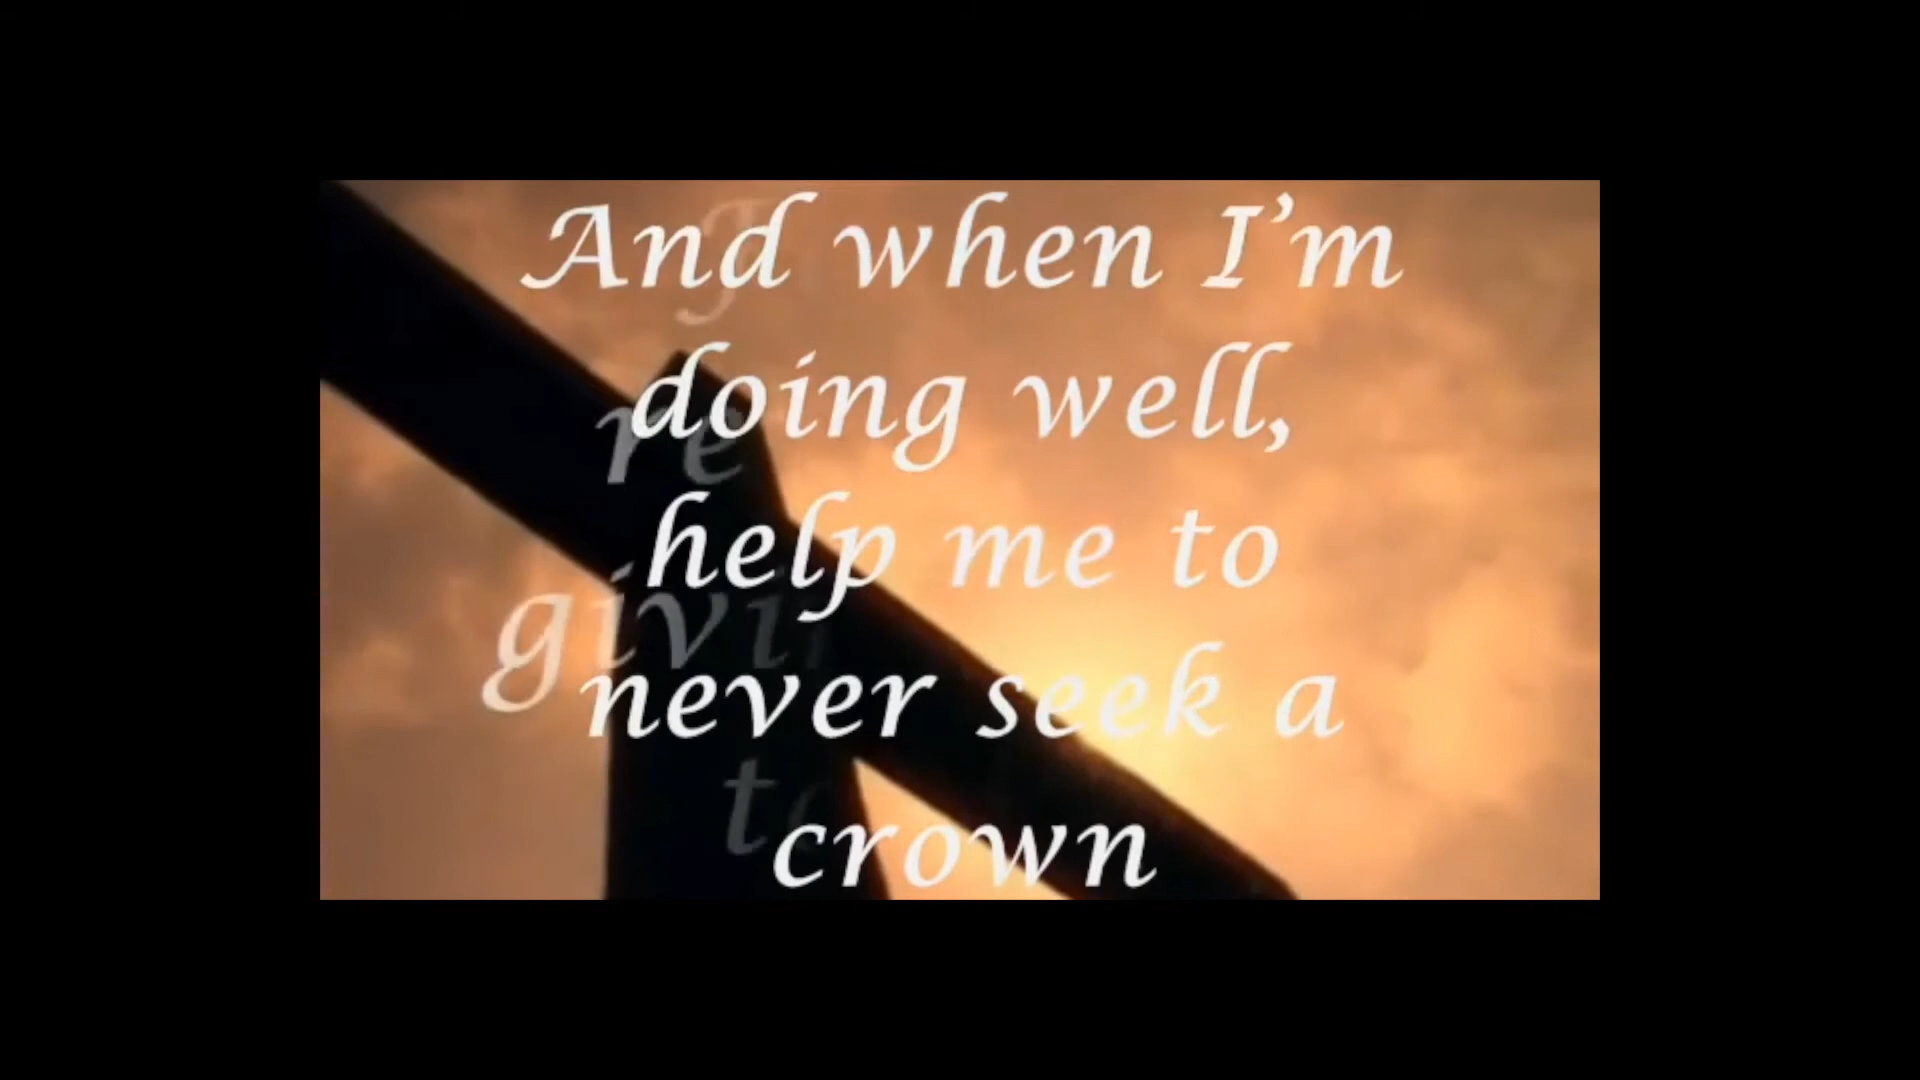 And when I'm
doing well,
help me to
never seek a
crown